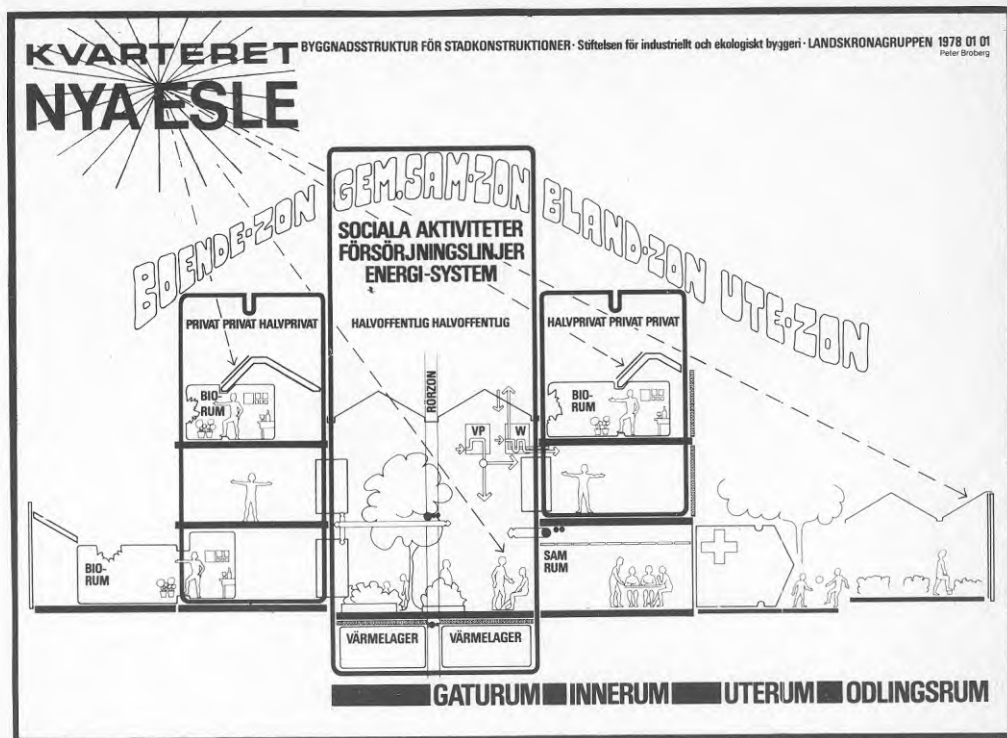 KVARTERET
NYA ESLE
BYGGNADSSTRUKTUR FÖR STADKONSTRUKTIONER · Stiftelsen för industriellt och ekologiskt byggeri · LANDSKRONAGRUPPEN 1978 01 01
Peter Broberg
BOENDE-ZON GEM.SAM-ZON BLAND-ZON UTE-ZON
SOCIALA AKTIVITETER
FÖRSÖRJNINGSLINJER
ENERGI-SYSTEM
PRIVAT PRIVAT HALVPRIVAT
HALVOFFENTLIG HALVOFFENTLIG
HALVPRIVAT PRIVAT PRIVAT
RÖRZON
BIO-
RUM
BIO-
RUM
VP
VV
BIO-
RUM
SAM
RUM
VÄRMELAGER
VÄRMELAGER
GATURUM INNERUM UTERUM ODLINGSRUM